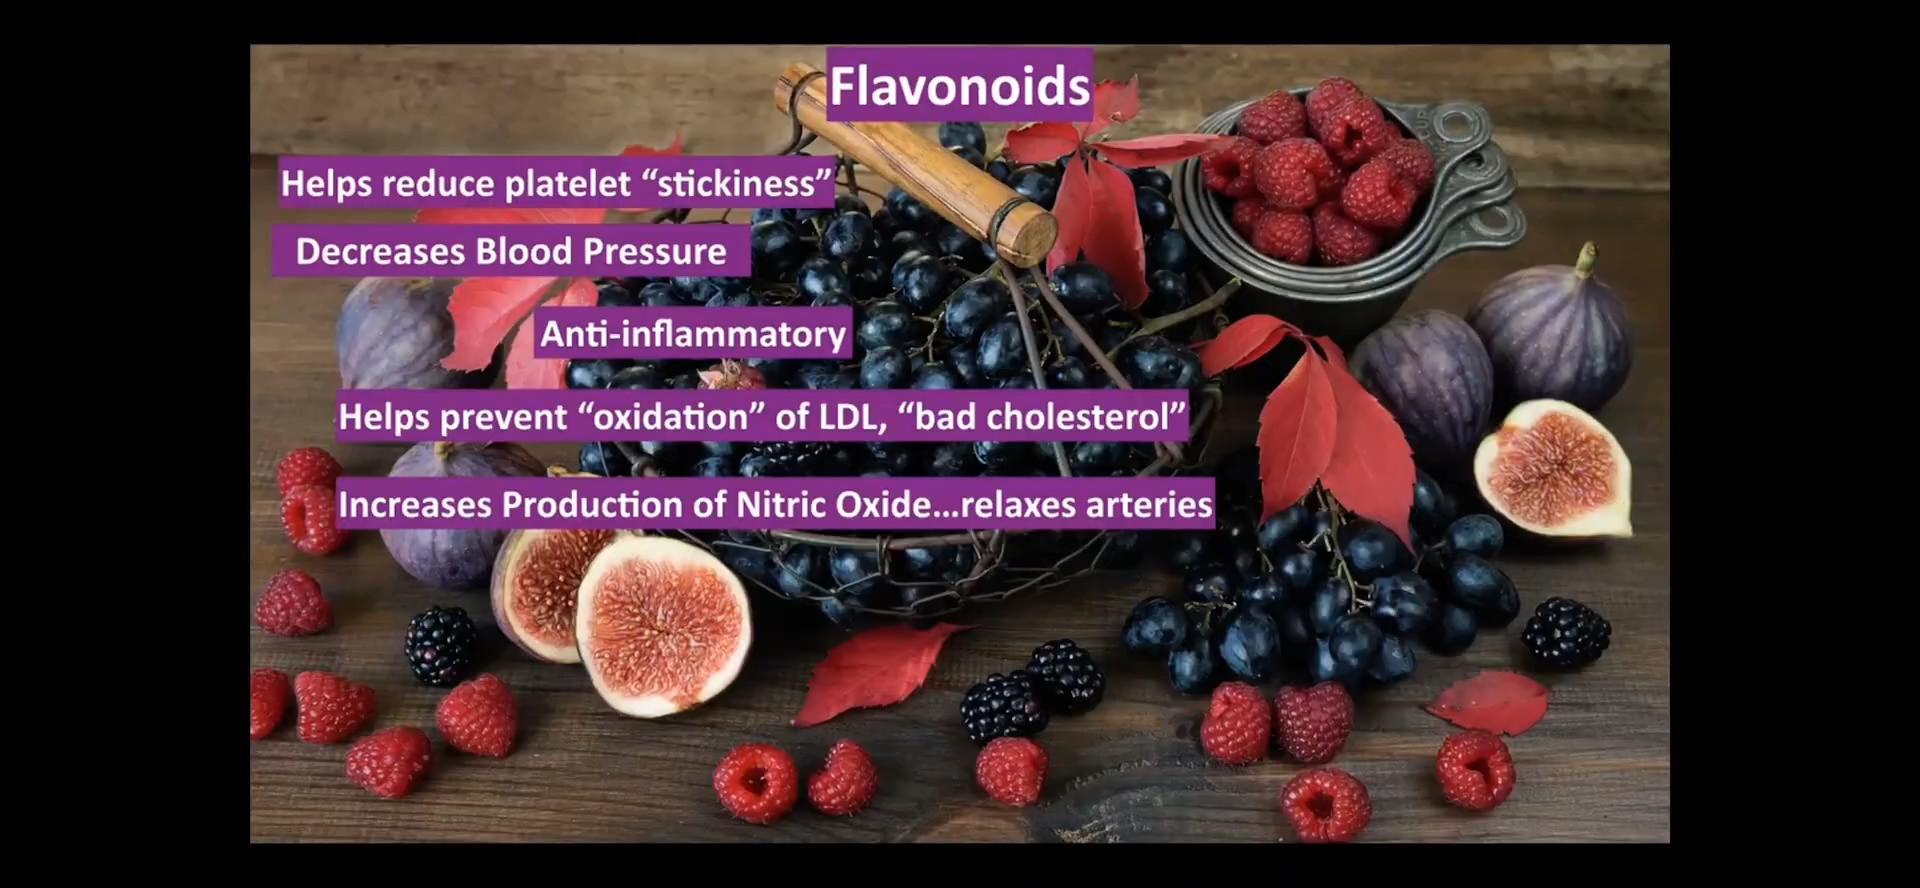 Flavonoids
Helps reduce platelet “stickiness”
Decreases Blood Pressure
Anti-inflammatory
Helps prevent “oxidation” of LDL, “bad cholesterol”
Increases Production of Nitric Oxide...relaxes arteries
CUP